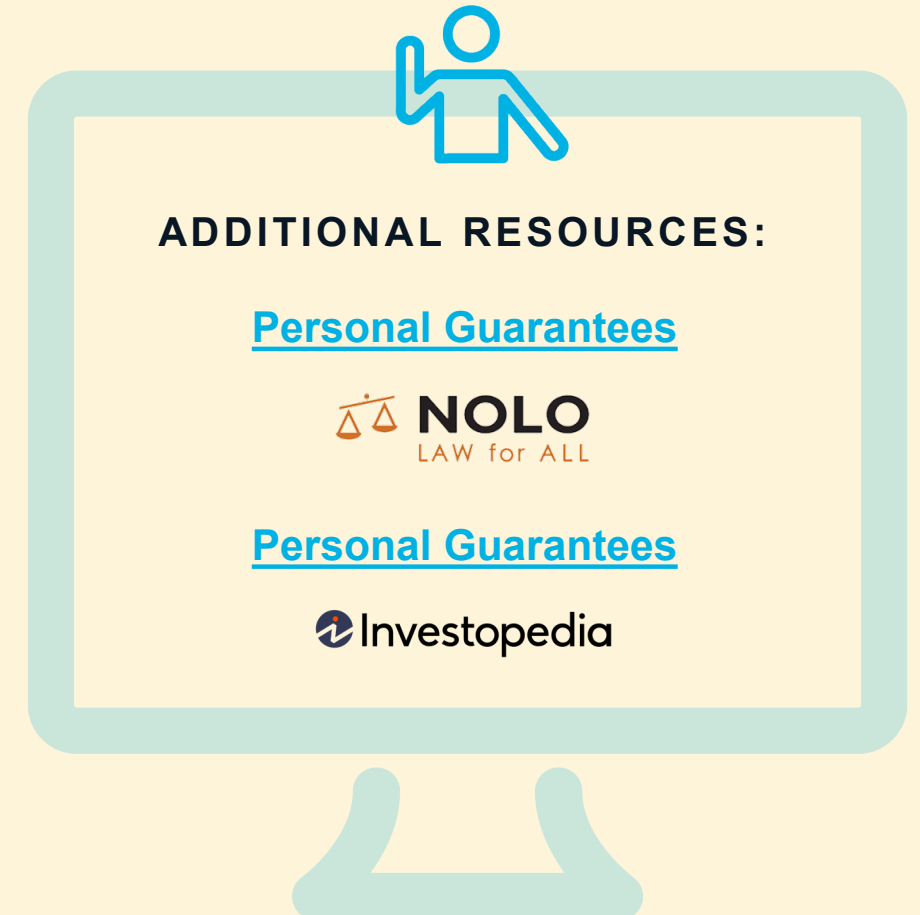 ADDITIONAL RESOURCES:
Personal Guarantees
NOLO
LAW for ALL
Personal Guarantees
Investopedia